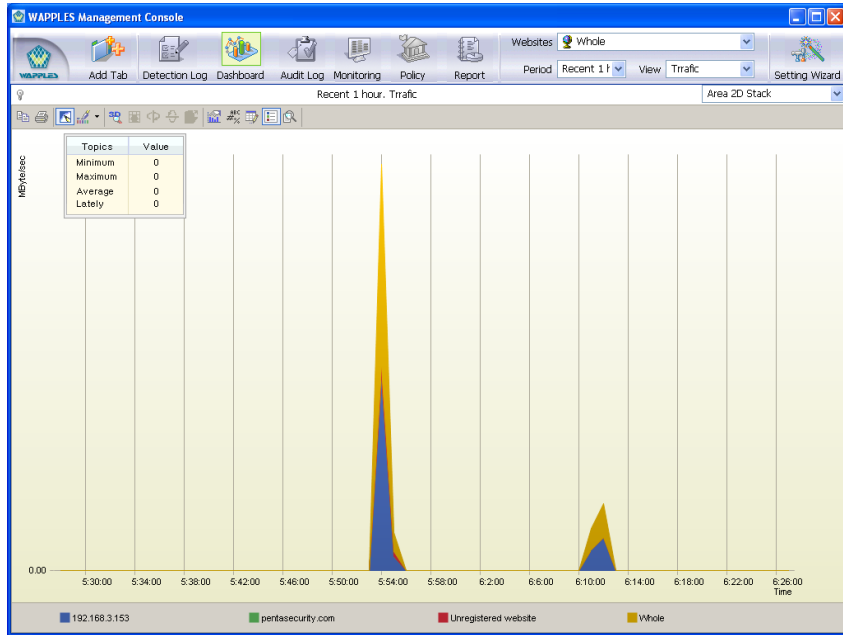 WAPPLES Management Console
WAPPLES
Add Tab
Detection Log
Dashboard
Audit Log
Monitoring
Policy
Report
Websites
Whole
Period
Recent 1 h
View
Trrafic
Setting Wizard
Recent 1 hour. Trrafic
Area 2D Stack
Topics Value
Minimum 0
Maximum 0
Average 0
Lately 0
MByte/sec
0.00
5:30:00 5:34:00 5:38:00 5:42:00 5:46:00 5:50:00 5:54:00 5:58:00 6:2:00 6:6:00 6:10:00 6:14:00 6:18:00 6:22:00 6:26:00
Time
192.168.3.153
pentasecurity.com
Unregistered website
Whole